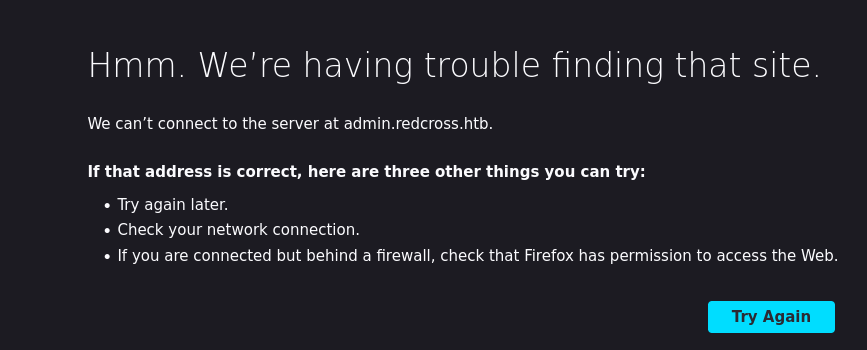 Hmm. We’re having trouble finding that site.
We can’t connect to the server at admin.redcross.htb.
If that address is correct, here are three other things you can try:
• Try again later.
• Check your network connection.
• If you are connected but behind a firewall, check that Firefox has permission to access the Web.
Try Again